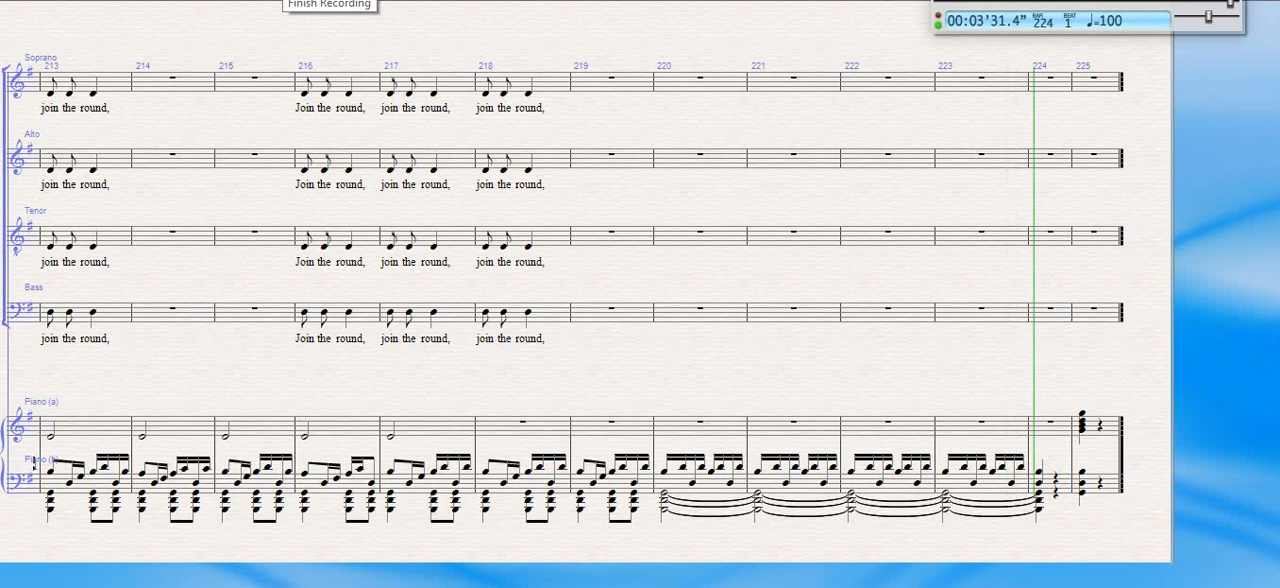 Finish Recording
00:03'31.4" BAR 224 BEAT 1 ♩=100
Soprano
213 214 215 216 217 218 219 220 221 222 223 224 225
join the round, Join the round, join the round, join the round,
Alto
join the round, Join the round, join the round, join the round,
Tenor
join the round, Join the round, join the round, join the round,
Bass
join the round, Join the round, join the round, join the round,
Piano (a)
Piano (b)